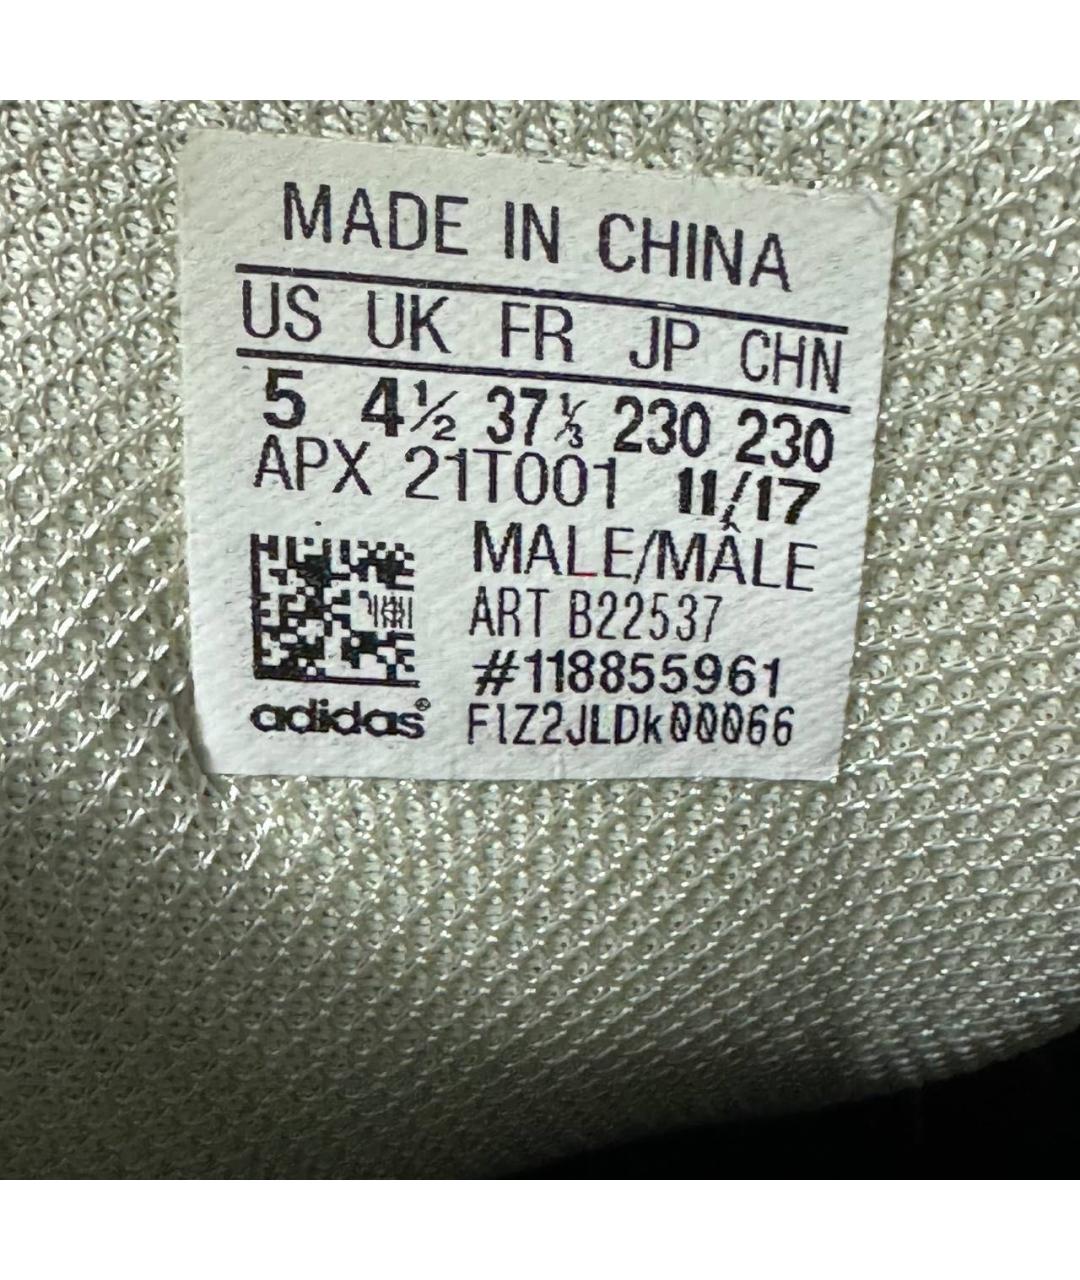 MADE IN CHINA
US UK FR JP CHN
5 4½ 37⅓ 230 230
APX 21T001 11/17
MALE/MÂLE
ART B22537
#118855961
adidas® F1Z2JLDK00066